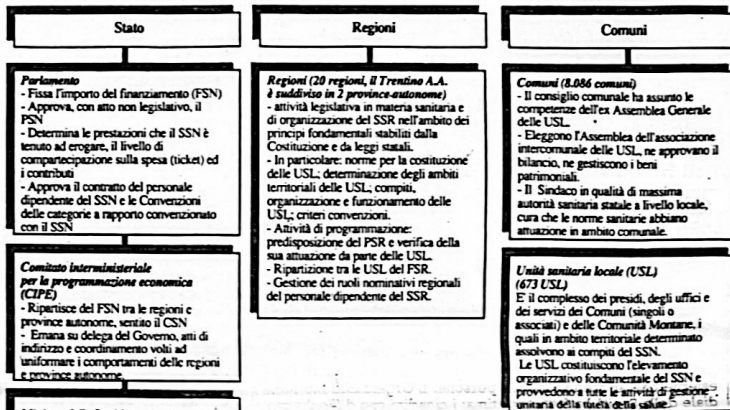 Stato
Parlamento
- Fissa l'importo del finanziamento (FSN)
- Approva, con atto non legislativo, il
PSN
- Determina le prestazioni che il SSN è
tenuto ad erogare, il livello di
compartecipazione sulla spesa (ticket) ed
i contributi
- Approva il contratto del personale
dipendente del SSN e le Convenzioni
delle categorie a rapporto convenzionato
con il SSN
Comitato interministeriale
per la programmazione economica
(CIPE)
- Ripartisce del FSN tra le regioni e
province autonome, sentito il CSN
- Emana su delega del Governo, atti di
indirizzo e coordinamento volti ad
uniformare i comportamenti delle regioni
e province autonome.
Regioni
Regioni (20 regioni, il Trentino A.A.
è suddiviso in 2 province-autonome)
- attività legislativa in materia sanitaria e
di organizzazione del SSR nell'ambito dei
principi fondamentali stabiliti dalla
Costituzione e da leggi statali.
- In particolare: norme per la costituzione
delle USL; determinazione degli ambiti
territoriali delle USL; compiti,
organizzazione e funzionamento delle
USL; criteri convenzioni.
- Attività di programmazione:
predisposizione del PSR e verifica della
sua attuazione da parte delle USL.
- Ripartizione tra le USL del FSR.
- Gestione dei ruoli nominativi regionali
del personale dipendente del SSR.
Comuni
Comuni (8.086 comuni)
- Il consiglio comunale ha assunto le
competenze dell'ex Assemblea Generale
delle USL.
- Eleggono l'Assemblea dell'associazione
intercomunale delle USL, ne approvano il
bilancio, ne gestiscono i beni
patrimoniali.
- Il Sindaco in qualità di massima
autorità sanitaria statale a livello locale,
cura che le norme sanitarie abbiano
attuazione in ambito comunale.
Unità sanitaria locale (USL)
(673 USL)
E' il complesso dei presidi, degli uffici e
dei servizi dei Comuni (singoli o
associati) e delle Comunità Montane, i
quali in ambito territoriale determinato
assolvono ai compiti del SSN.
Le USL costituiscono l'elevamento
organizzativo fondamentale del SSN e
provvedono a tutte le attività di gestione
unitaria della tutela della salute.